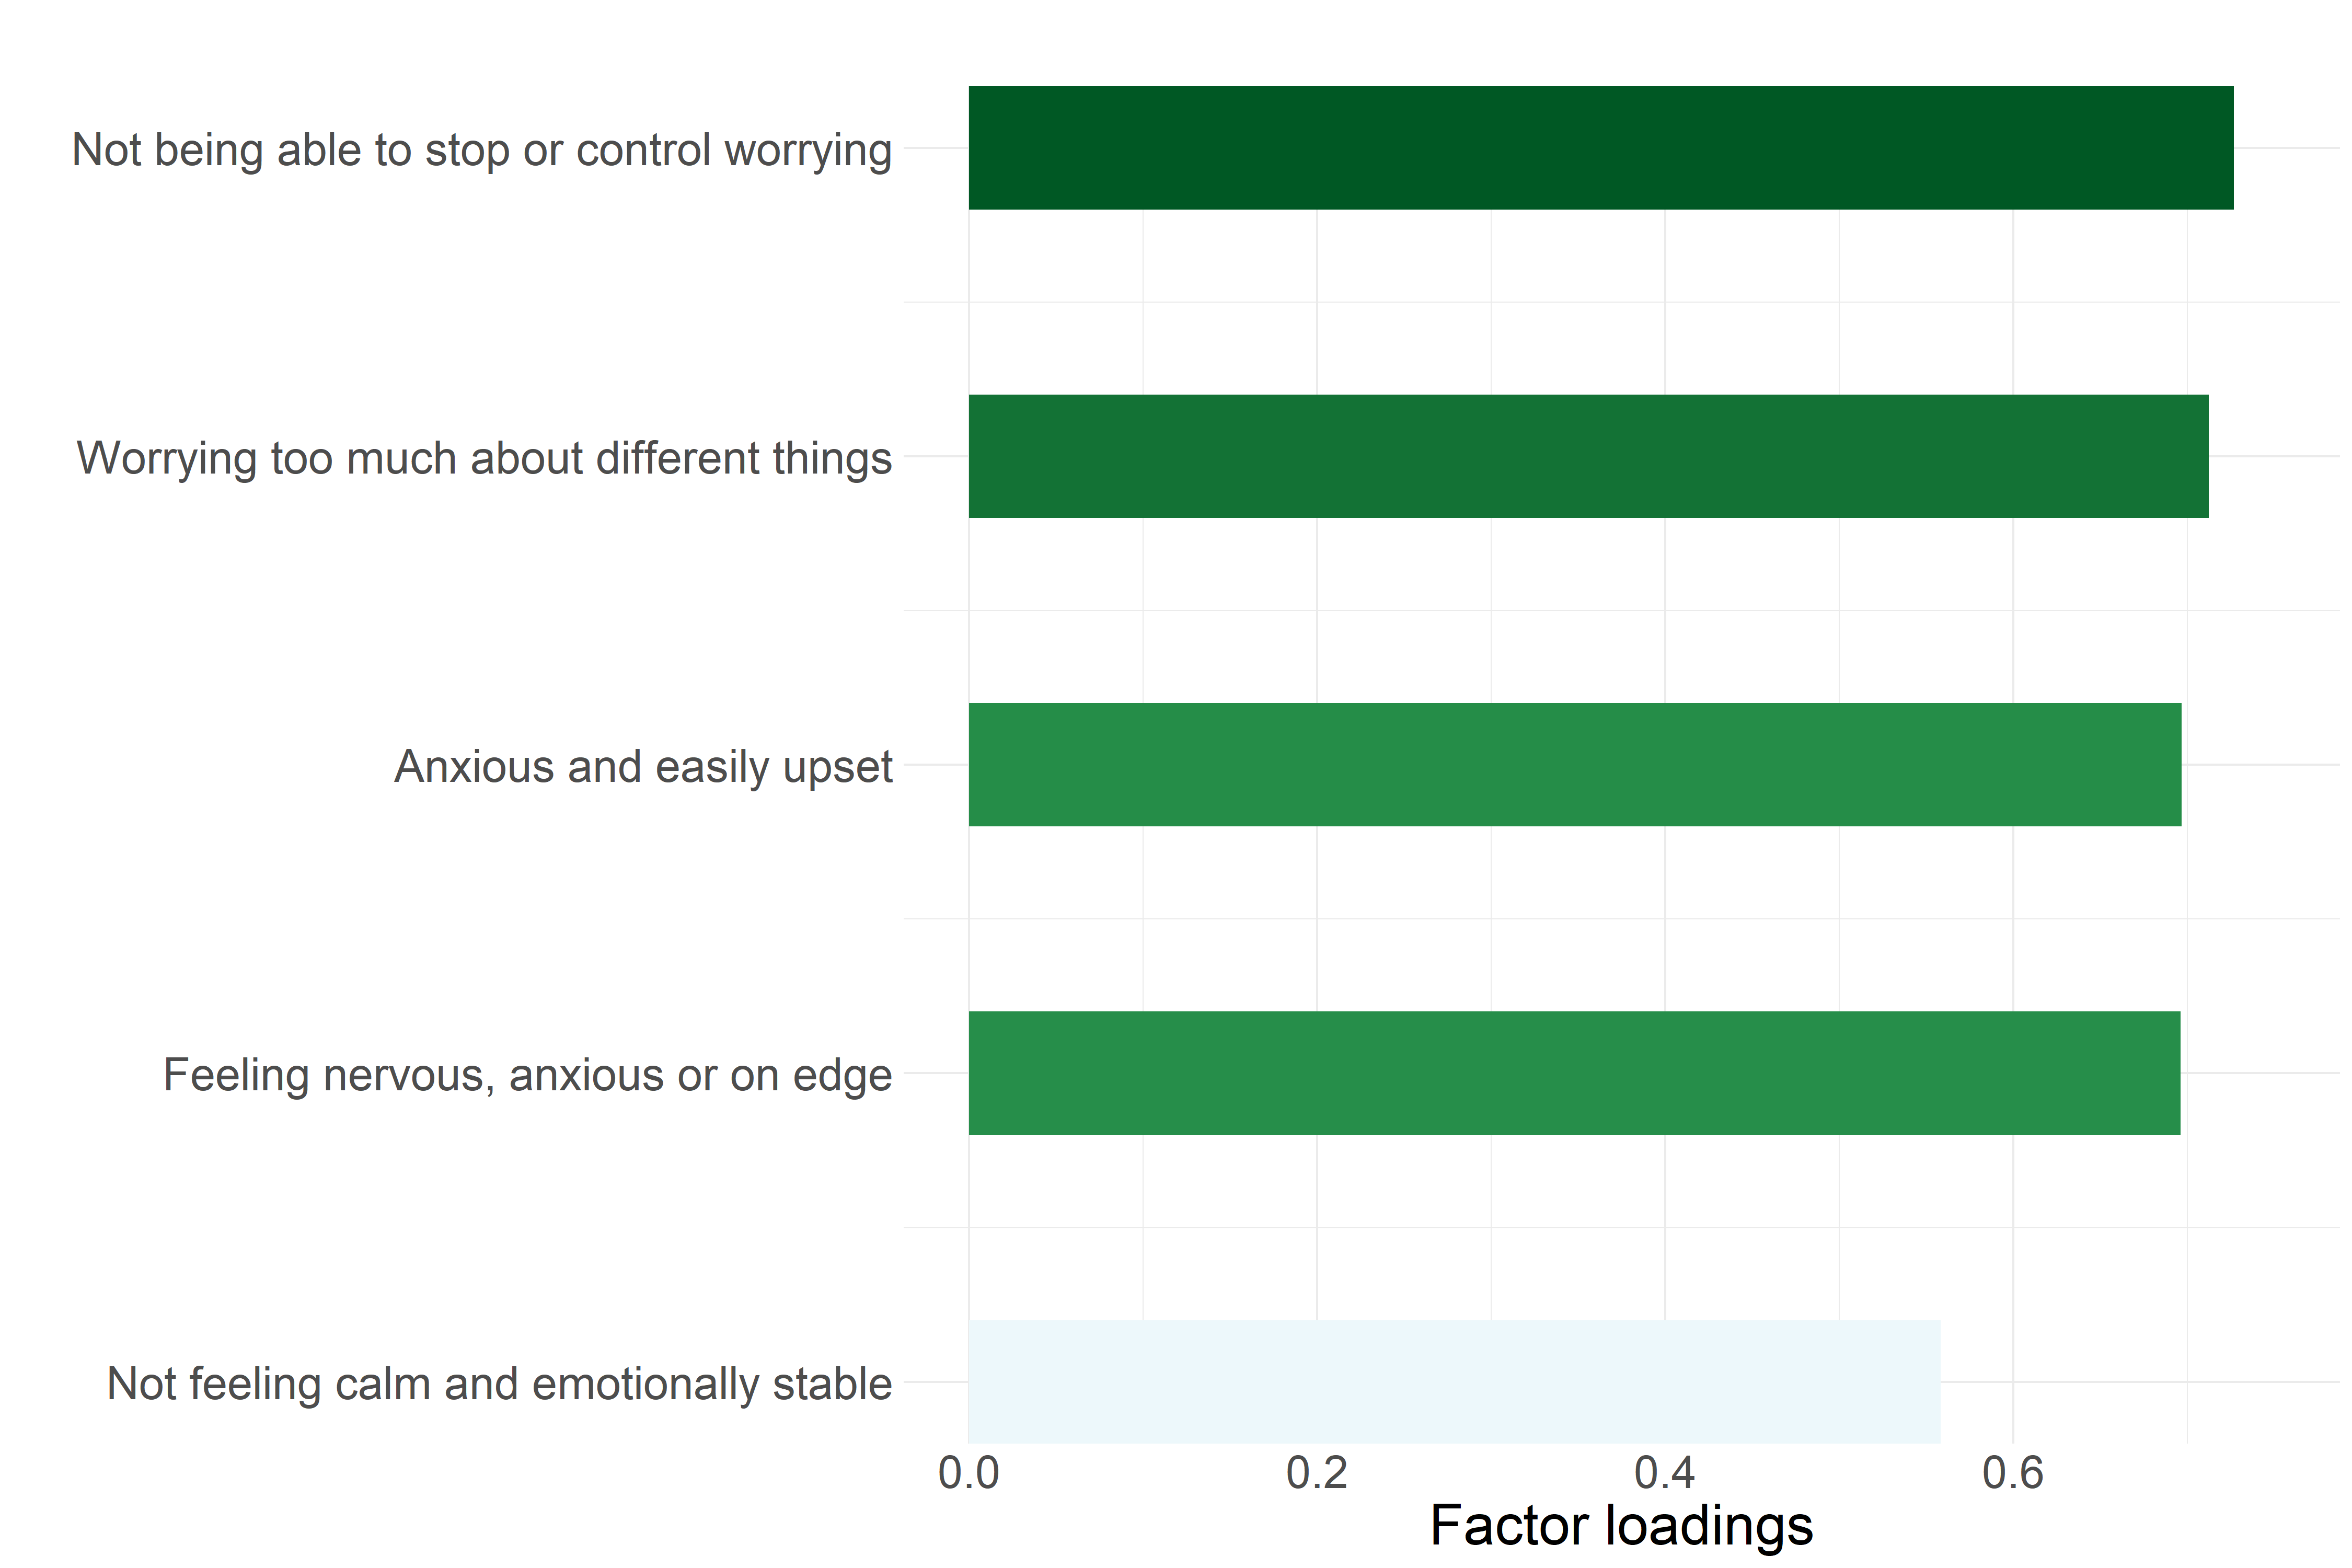 Not being able to stop or control worrying
Worrying too much about different things
Anxious and easily upset
Feeling nervous, anxious or on edge
Not feeling calm and emotionally stable
0.0 0.2 0.4 0.6
Factor loadings